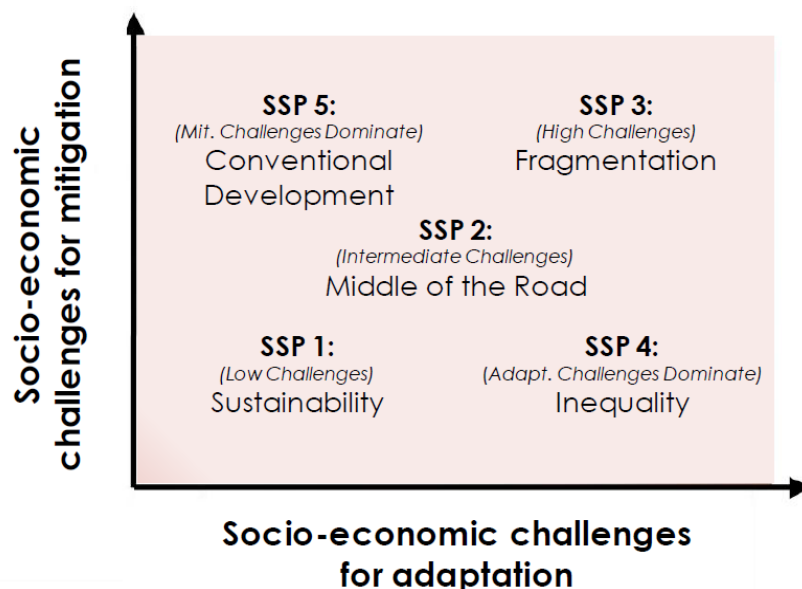 Socio-economic
challenges for mitigation
SSP 5:
(Mit. Challenges Dominate)
Conventional
Development
SSP 3:
(High Challenges)
Fragmentation
SSP 2:
(Intermediate Challenges)
Middle of the Road
SSP 1:
(Low Challenges)
Sustainability
SSP 4:
(Adapt. Challenges Dominate)
Inequality
Socio-economic challenges
for adaptation